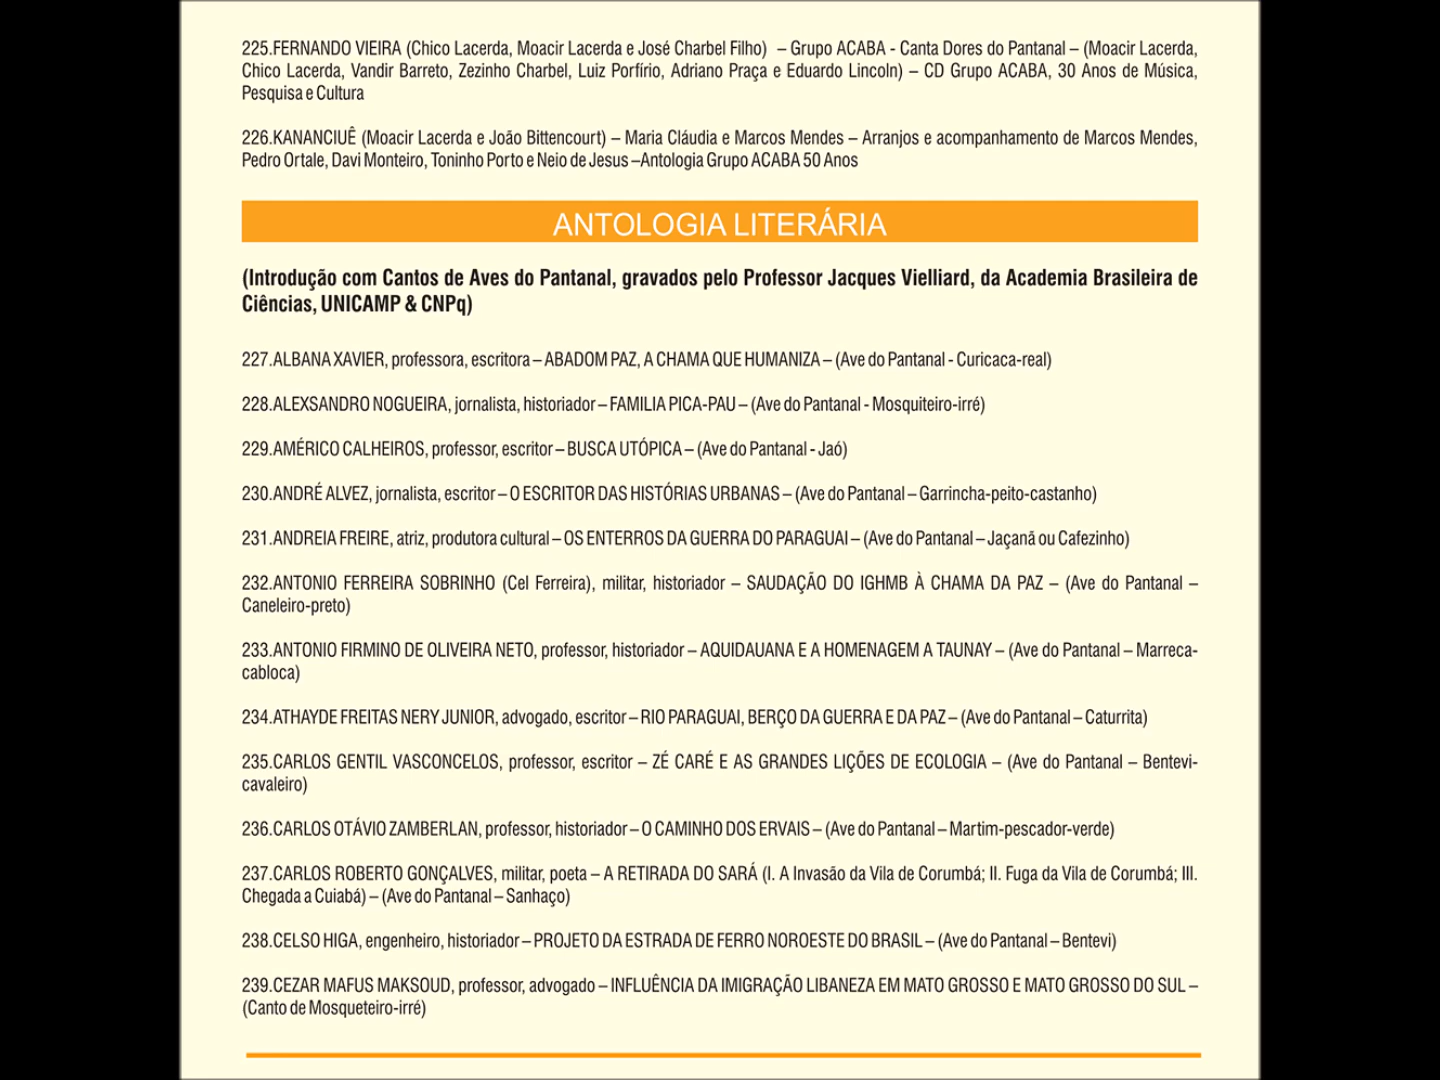 225.FERNANDO VIEIRA (Chico Lacerda, Moacir Lacerda e José Charbel Filho) – Grupo ACABA - Canta Dores do Pantanal – (Moacir Lacerda,
Chico Lacerda, Vandir Barreto, Zezinho Charbel, Luiz Porfírio, Adriano Praça e Eduardo Lincoln) – CD Grupo ACABA, 30 Anos de Música,
Pesquisa e Cultura
226.KANANCIUÊ (Moacir Lacerda e João Bittencourt) – Maria Cláudia e Marcos Mendes – Arranjos e acompanhamento de Marcos Mendes,
Pedro Ortale, Davi Monteiro, Toninho Porto e Neio de Jesus –Antologia Grupo ACABA 50 Anos
ANTOLOGIA LITERÁRIA
(Introdução com Cantos de Aves do Pantanal, gravados pelo Professor Jacques Vielliard, da Academia Brasileira de
Ciências, UNICAMP & CNPq)
227.ALBANA XAVIER, professora, escritora – ABADOM PAZ, A CHAMA QUE HUMANIZA – (Ave do Pantanal - Curicaca-real)
228.ALEXSANDRO NOGUEIRA, jornalista, historiador – FAMILIA PICA-PAU – (Ave do Pantanal - Mosquiteiro-irré)
229.AMÉRICO CALHEIROS, professor, escritor – BUSCA UTÓPICA – (Ave do Pantanal - Jaó)
230.ANDRÉ ALVEZ, jornalista, escritor – O ESCRITOR DAS HISTÓRIAS URBANAS – (Ave do Pantanal – Garrincha-peito-castanho)
231.ANDREIA FREIRE, atriz, produtora cultural – OS ENTERROS DA GUERRA DO PARAGUAI – (Ave do Pantanal – Jaçanã ou Cafezinho)
232.ANTONIO FERREIRA SOBRINHO (Cel Ferreira), militar, historiador – SAUDAÇÃO DO IGHMB À CHAMA DA PAZ – (Ave do Pantanal –
Caneleiro-preto)
233.ANTONIO FIRMINO DE OLIVEIRA NETO, professor, historiador – AQUIDAUANA E A HOMENAGEM A TAUNAY – (Ave do Pantanal – Marreca-
cabloca)
234.ATHAYDE FREITAS NERY JUNIOR, advogado, escritor – RIO PARAGUAI, BERÇO DA GUERRA E DA PAZ – (Ave do Pantanal – Caturrita)
235.CARLOS GENTIL VASCONCELOS, professor, escritor – ZÉ CARÉ E AS GRANDES LIÇÕES DE ECOLOGIA – (Ave do Pantanal – Bentevi-
cavaleiro)
236.CARLOS OTÁVIO ZAMBERLAN, professor, historiador – O CAMINHO DOS ERVAIS – (Ave do Pantanal – Martim-pescador-verde)
237.CARLOS ROBERTO GONÇALVES, militar, poeta – A RETIRADA DO SARÁ (I. A Invasão da Vila de Corumbá; II. Fuga da Vila de Corumbá; III.
Chegada a Cuiabá) – (Ave do Pantanal – Sanhaço)
238.CELSO HIGA, engenheiro, historiador – PROJETO DA ESTRADA DE FERRO NOROESTE DO BRASIL – (Ave do Pantanal – Bentevi)
239.CEZAR MAFUS MAKSOUD, professor, advogado – INFLUÊNCIA DA IMIGRAÇÃO LIBANEZA EM MATO GROSSO E MATO GROSSO DO SUL –
(Canto de Mosqueteiro-irré)